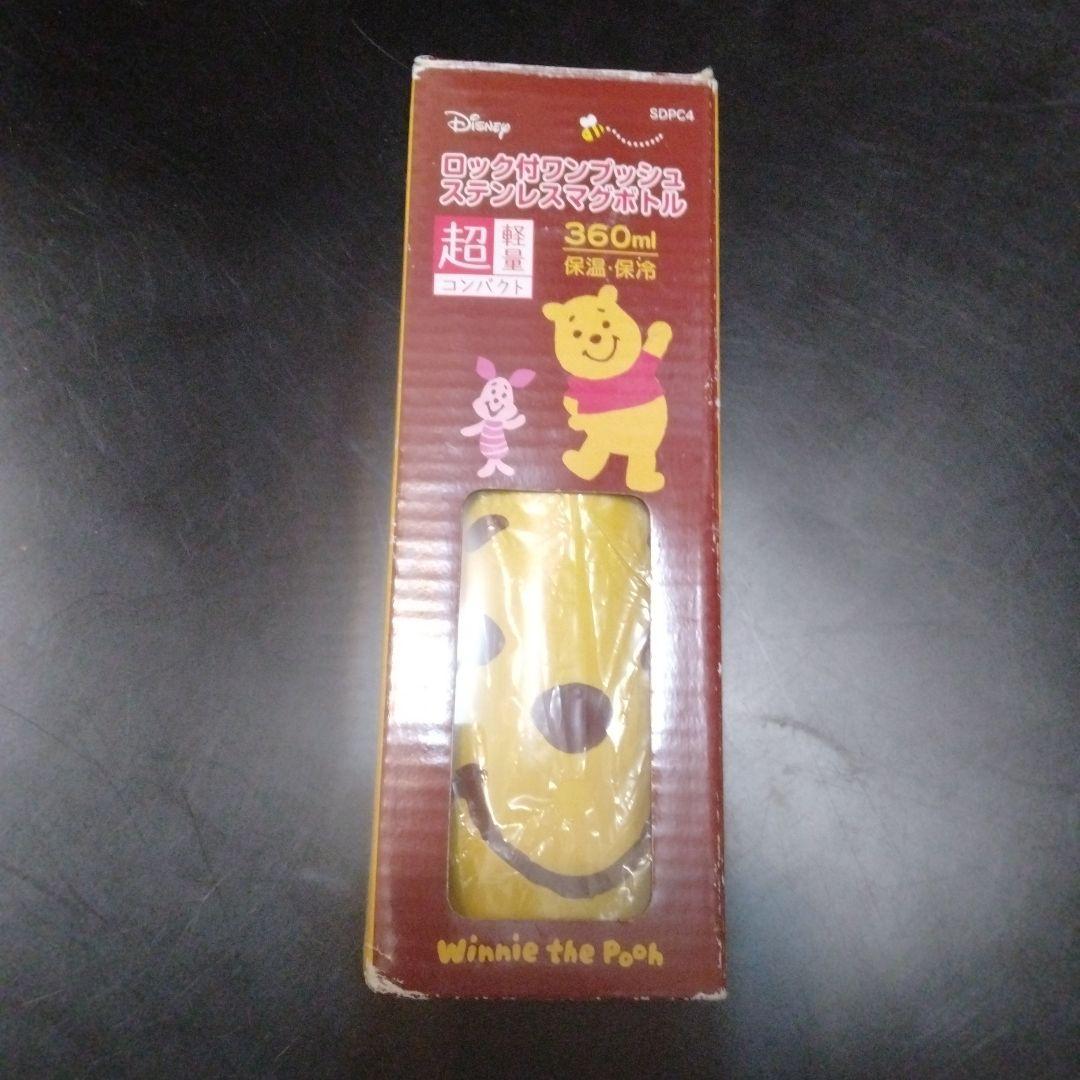 Disney
SDPC4
ロック付ワンプッシュ
ステンレスマグボトル
超軽量
コンパクト
360ml
保温・保冷
Winnie the Pooh